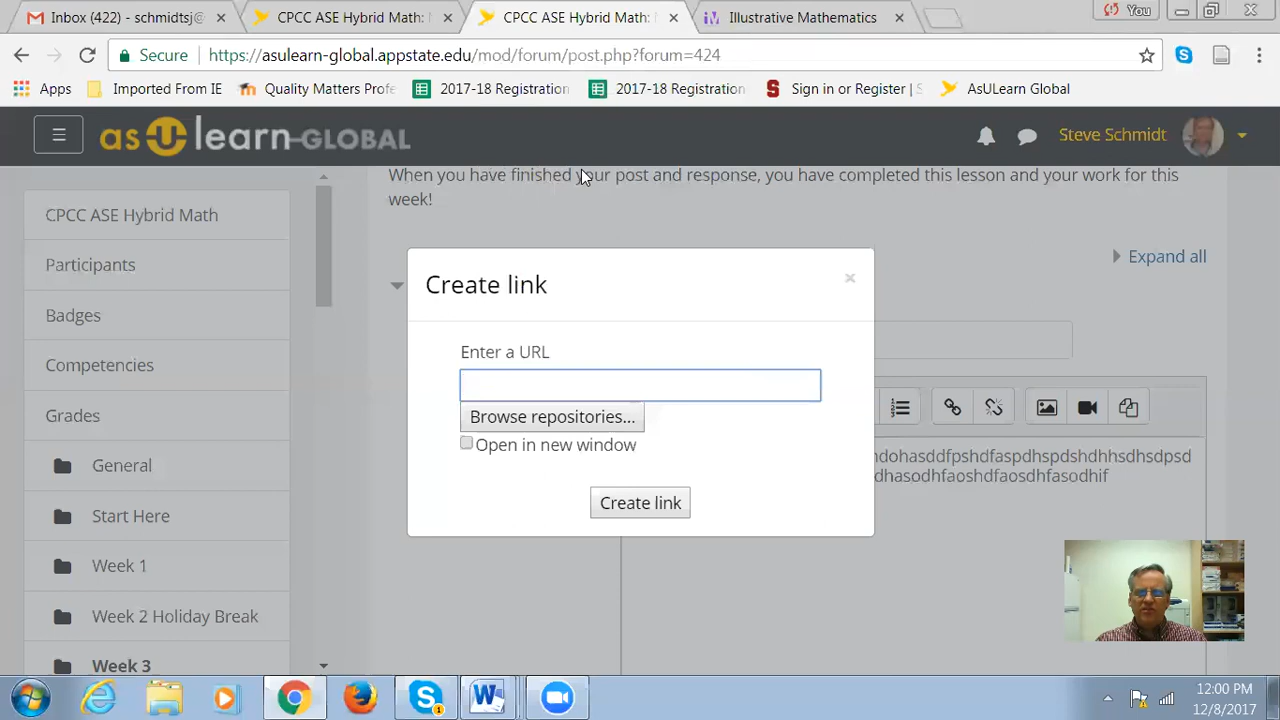 Inbox (422) - schmidtsj@
CPCC ASE Hybrid Math:
CPCC ASE Hybrid Math:
Illustrative Mathematics
You
Secure
https://asulearn-global.appstate.edu/mod/forum/post.php?forum=424
Apps
Imported From IE
Quality Matters Profe
2017-18 Registration
2017-18 Registration
Sign in or Register | S
AsULearn Global
asULearn-GLOBAL
Steve Schmidt
When you have finished your post and response, you have completed this lesson and your work for this
week!
CPCC ASE Hybrid Math
Participants
Badges
Competencies
Grades
General
Start Here
Week 1
Week 2 Holiday Break
Week 3
Expand all
Create link
Enter a URL
Browse repositories...
Open in new window
Create link
hdohasddfpshdfaspdhspdshdhhsdhsdpsd
dhasodhfaoshdfaosdhfasodhif
12:00 PM
12/8/2017